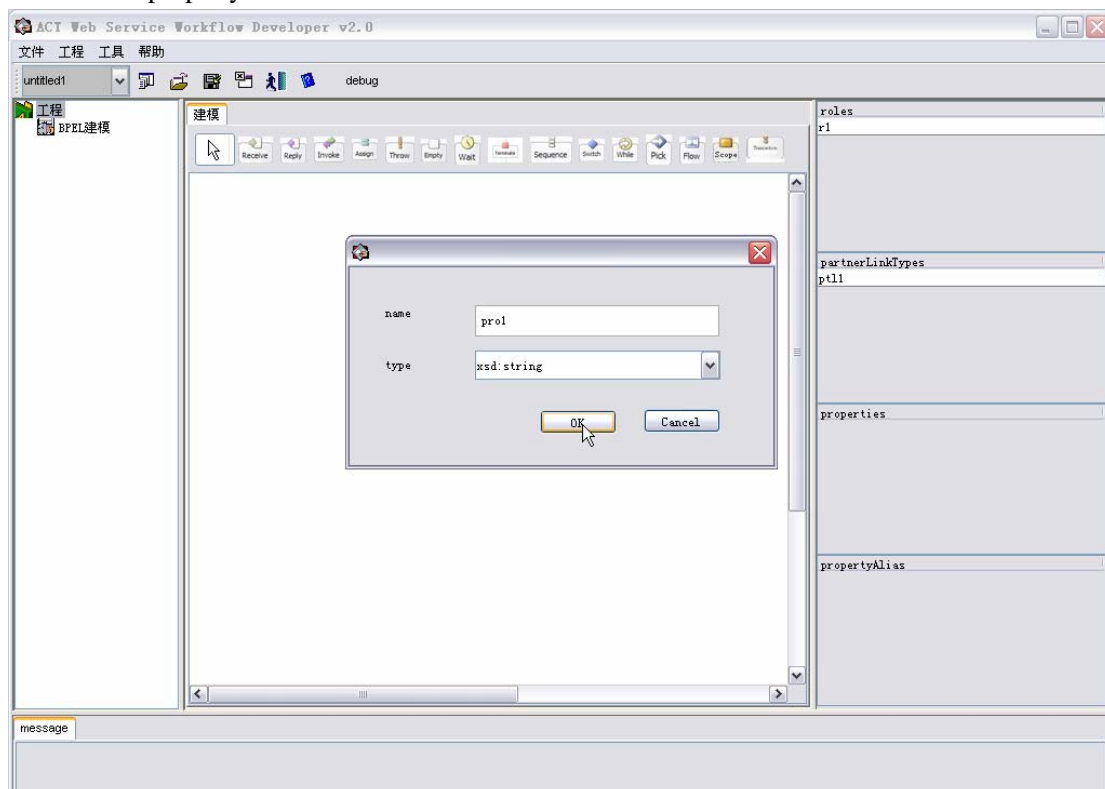 ACT Web Service Workflow Developer v2.0
文件 工程 工具 帮助
untitled1 debug
工程
BPEL建模
建模
Receive Reply Invoke Assign Throw Empty Wait Terminate Sequence Switch While Pick Flow Scope
roles
r1
partnerLinkTypes
ptl1
properties
propertyAlias
name pro1
type xsd:string
OK Cancel
message